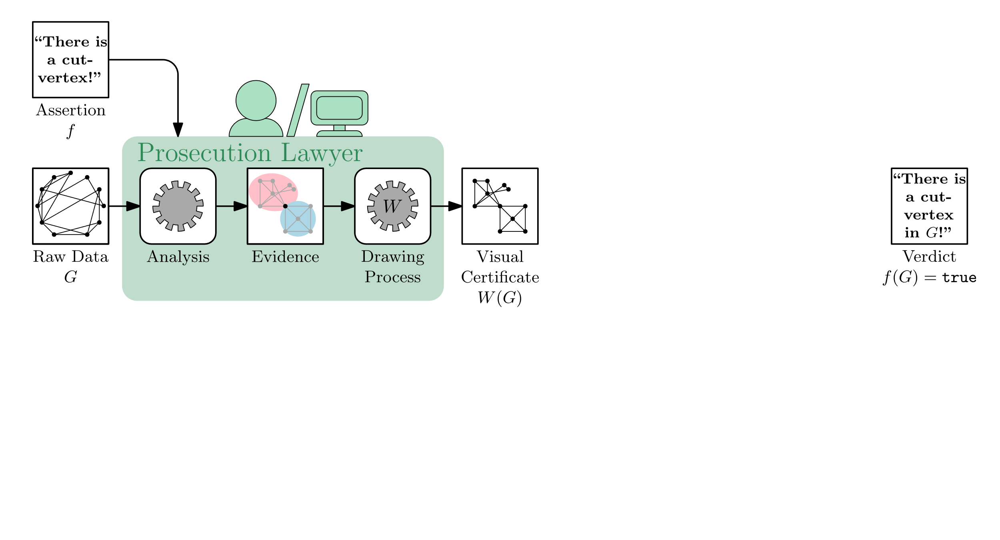 “There is
a cut-
vertex!”
Assertion
f
Prosecution Lawyer
Raw Data
G
Analysis
Evidence
W
Drawing
Process
Visual
Certificate
W(G)
“There is
a cut-
vertex
in G!”
Verdict
f(G) = true